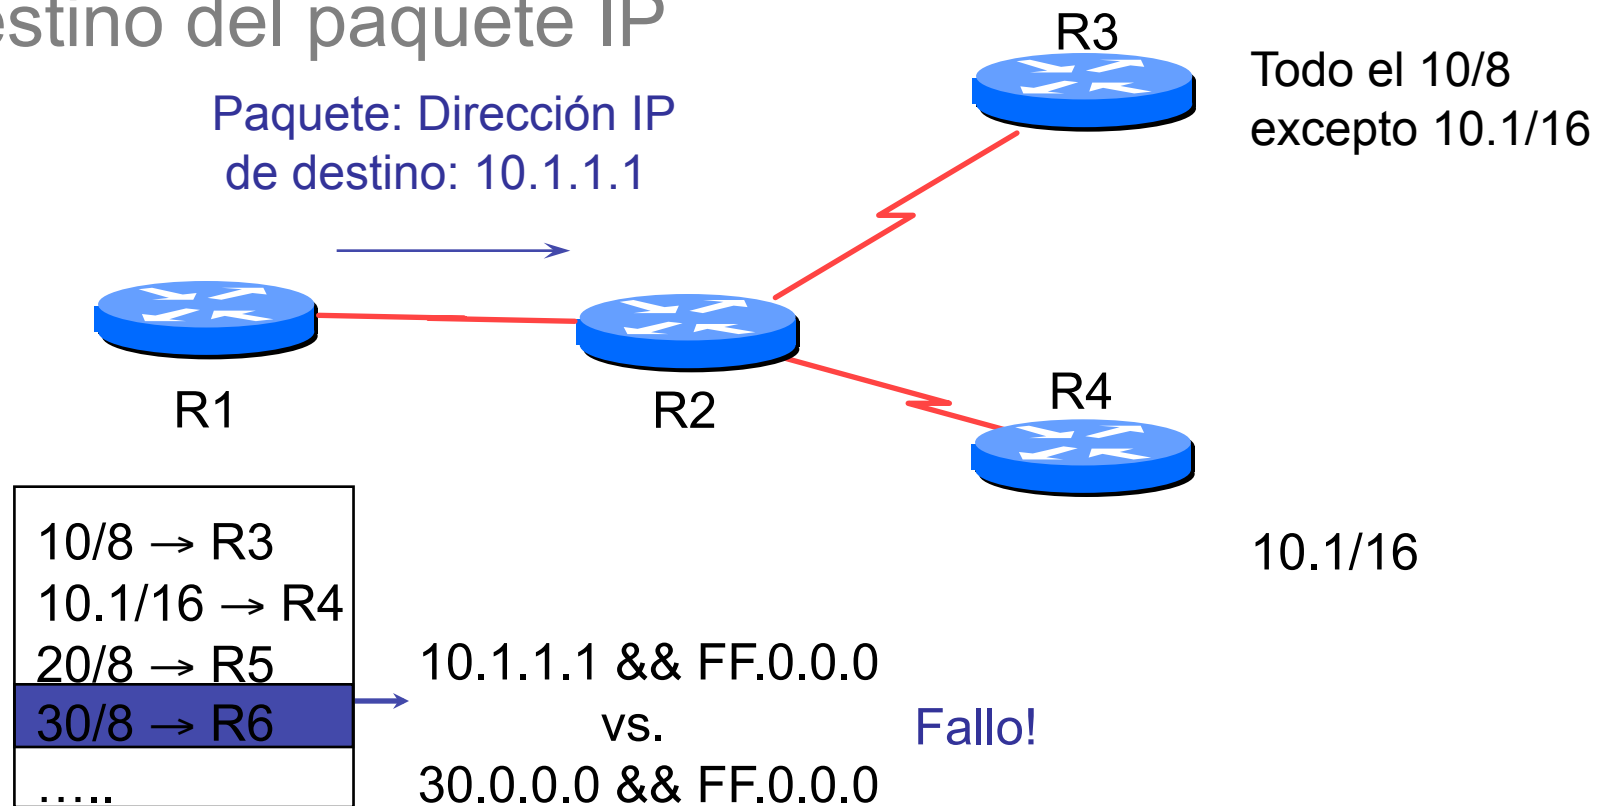 estino del paquete IP
Paquete: Dirección IP
de destino: 10.1.1.1
R3
Todo el 10/8
excepto 10.1/16
R1
R2
R4
10.1/16
10/8 → R3
10.1/16 → R4
20/8 → R5
30/8 → R6
…..
10.1.1.1 && FF.0.0.0
vs.
30.0.0.0 && FF.0.0.0
Fallo!